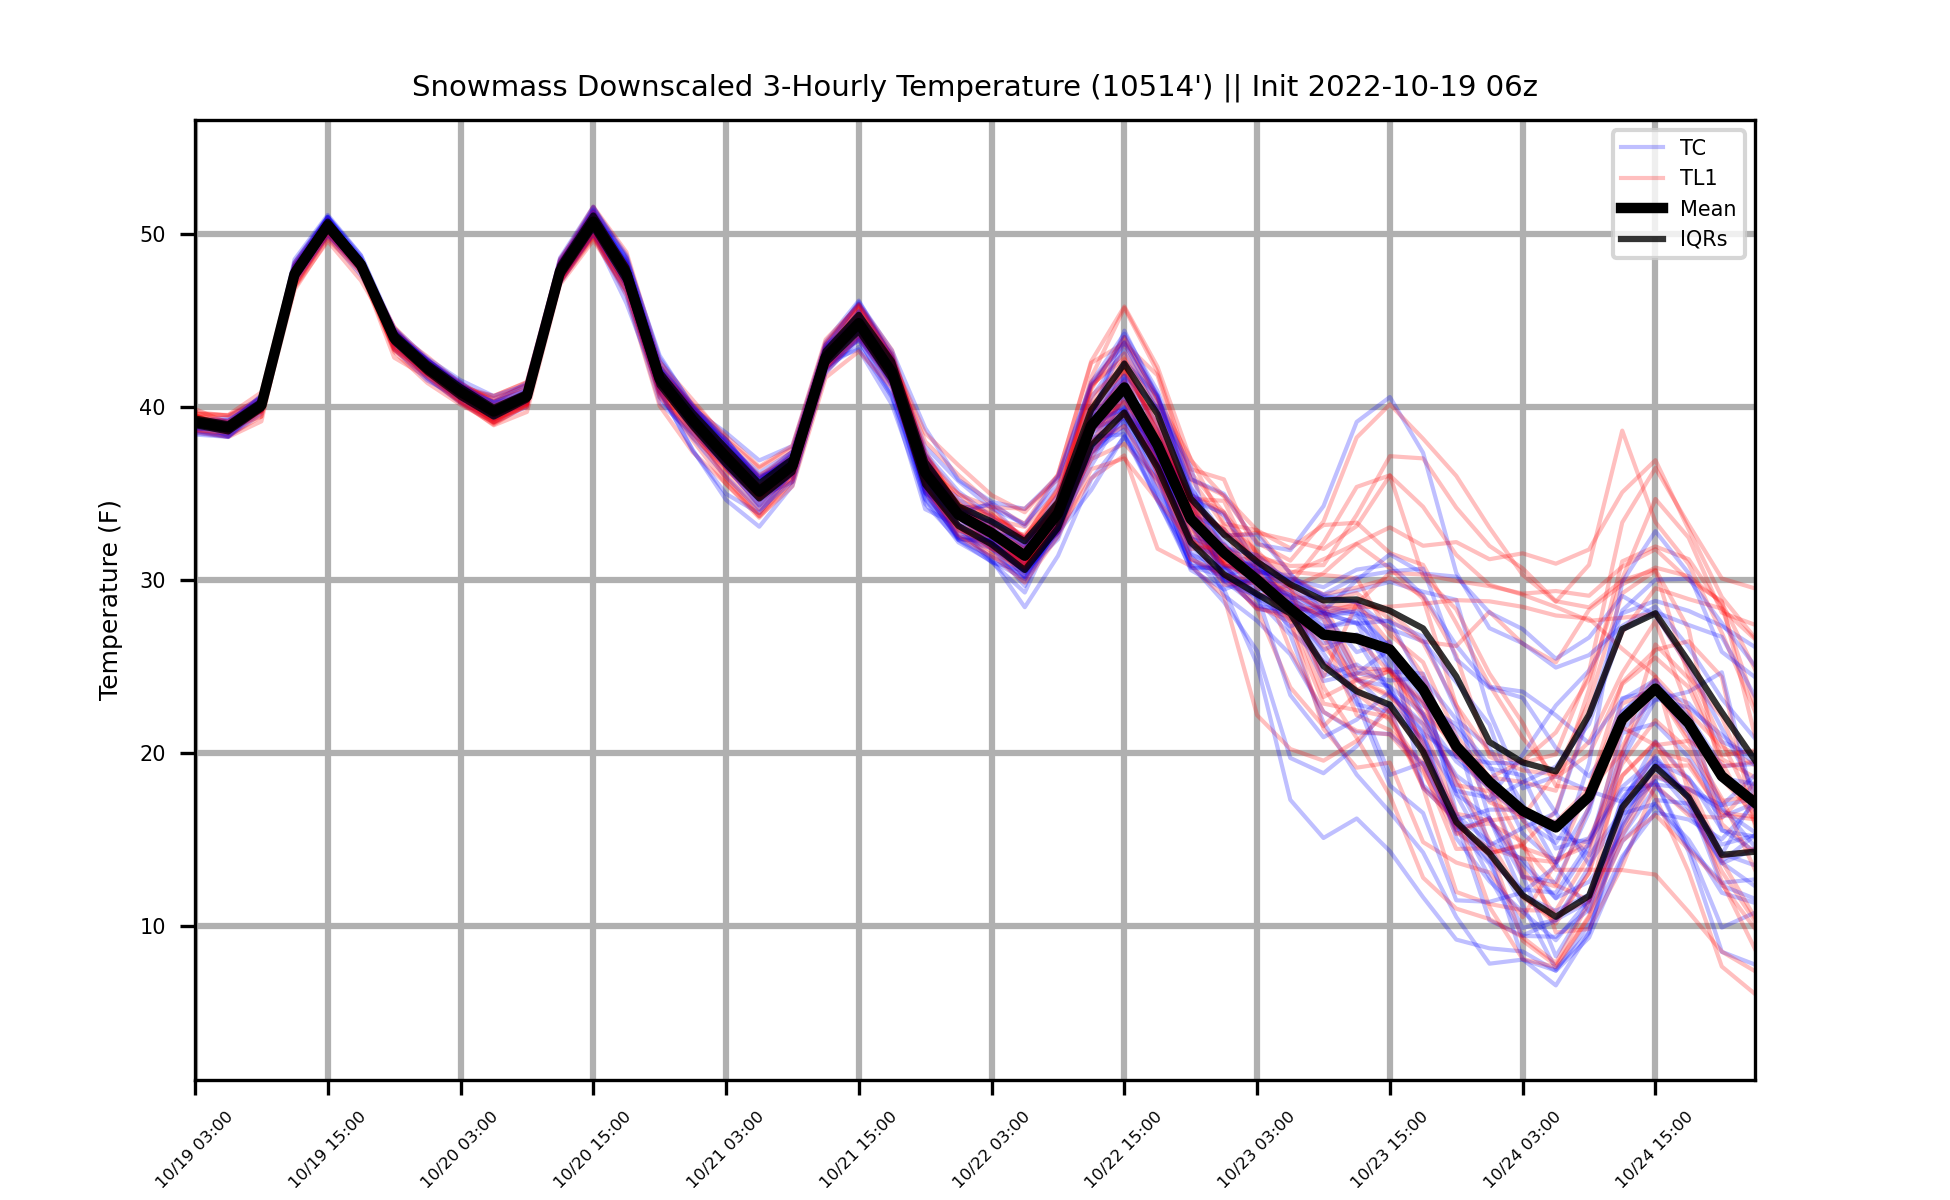 Snowmass Downscaled 3-Hourly Temperature (10514') || Init 2022-10-19 06z
TC
TL1
Mean
IQRs
Temperature (F)
50
40
30
20
10
10/19 03:00
10/19 15:00
10/20 03:00
10/20 15:00
10/21 03:00
10/21 15:00
10/22 03:00
10/22 15:00
10/23 03:00
10/23 15:00
10/24 03:00
10/24 15:00